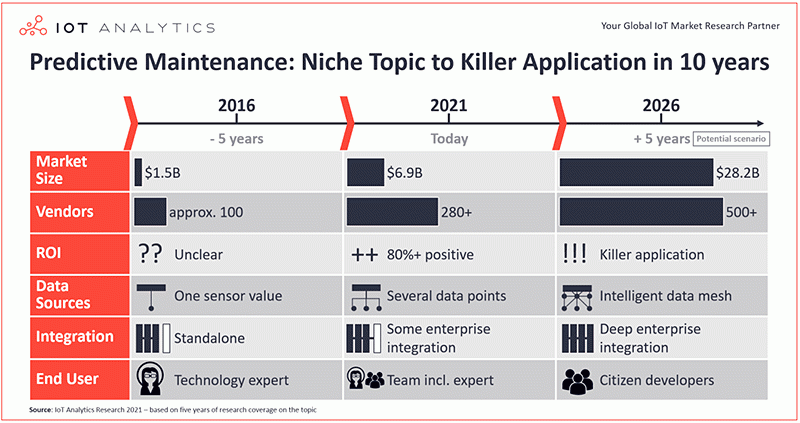 IOT ANALYTICS
Your Global IoT Market Research Partner
Predictive Maintenance: Niche Topic to Killer Application in 10 years
2016 2021 2026
- 5 years Today + 5 years Potential scenario
Market
Size
$1.5B $6.9B $28.2B
Vendors approx. 100 280+ 500+
ROI ?? Unclear ++ 80%+ positive !!! Killer application
Data
Sources
One sensor value Several data points Intelligent data mesh
Integration Standalone
Some enterprise
integration
Deep enterprise
integration
End User Technology expert Team incl. expert Citizen developers
Source: IoT Analytics Research 2021 – based on five years of research coverage on the topic